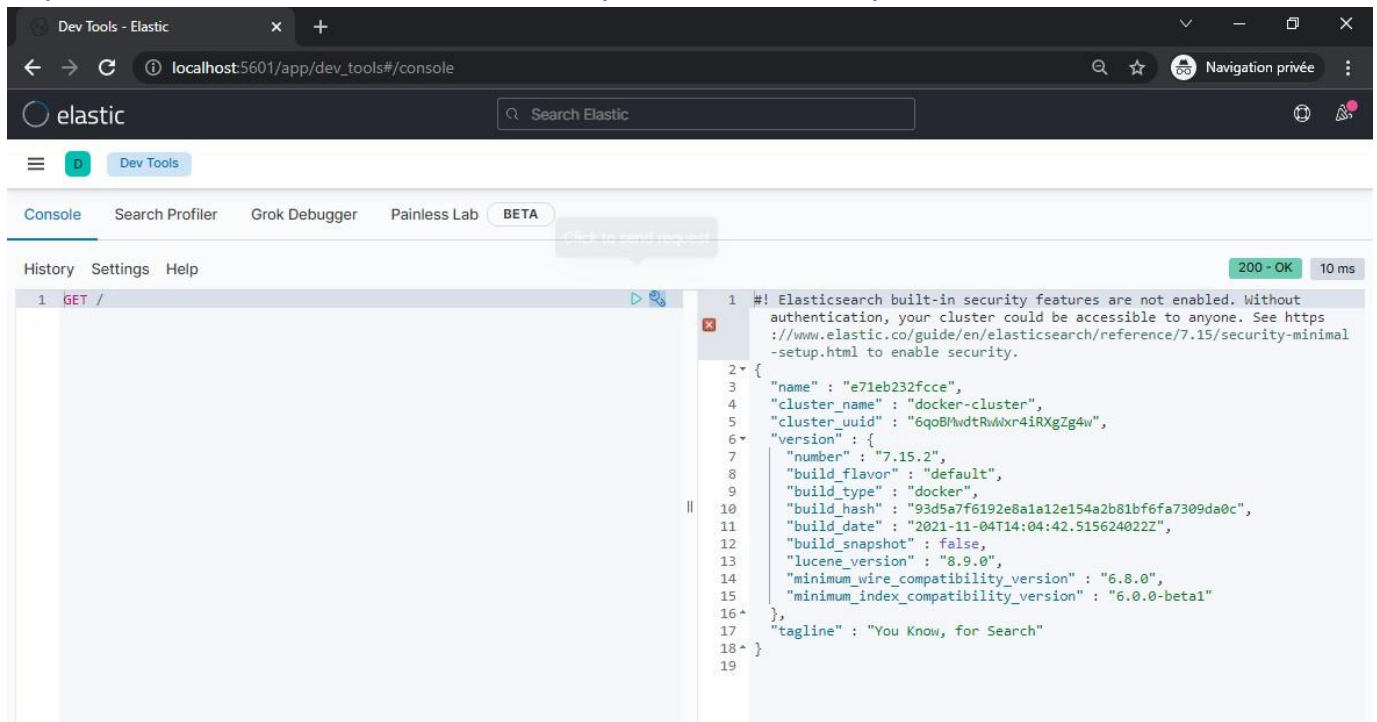 Dev Tools - Elastic
localhost:5601/app/dev_tools#/console
Navigation privée
elastic
Search Elastic
D
Dev Tools
Console Search Profiler Grok Debugger Painless Lab BETA
Click to send request
History Settings Help
200 - OK 10 ms
1 GET /
1 #! Elasticsearch built-in security features are not enabled. Without
authentication, your cluster could be accessible to anyone. See https
://www.elastic.co/guide/en/elasticsearch/reference/7.15/security-minimal
-setup.html to enable security.
2 {
3 "name" : "e71eb232fcce",
4 "cluster_name" : "docker-cluster",
5 "cluster_uuid" : "6qoBMwdtRwWxr4iRXgZg4w",
6 "version" : {
7 "number" : "7.15.2",
8 "build_flavor" : "default",
9 "build_type" : "docker",
10 "build_hash" : "93d5a7f6192e8a1a12e154a2b81bf6fa7309da0c",
11 "build_date" : "2021-11-04T14:04:42.515624022Z",
12 "build_snapshot" : false,
13 "lucene_version" : "8.9.0",
14 "minimum_wire_compatibility_version" : "6.8.0",
15 "minimum_index_compatibility_version" : "6.0.0-beta1"
16 },
17 "tagline" : "You Know, for Search"
18 }
19